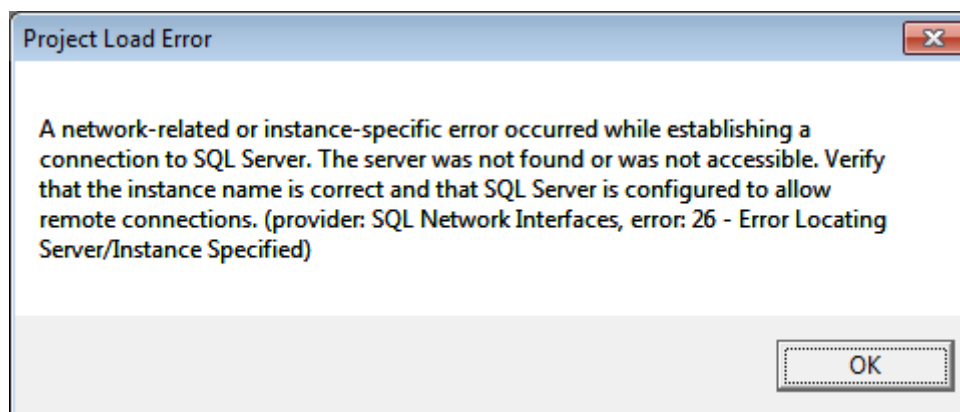 Project Load Error
A network-related or instance-specific error occurred while establishing a
connection to SQL Server. The server was not found or was not accessible. Verify
that the instance name is correct and that SQL Server is configured to allow
remote connections. (provider: SQL Network Interfaces, error: 26 - Error Locating
Server/Instance Specified)
OK